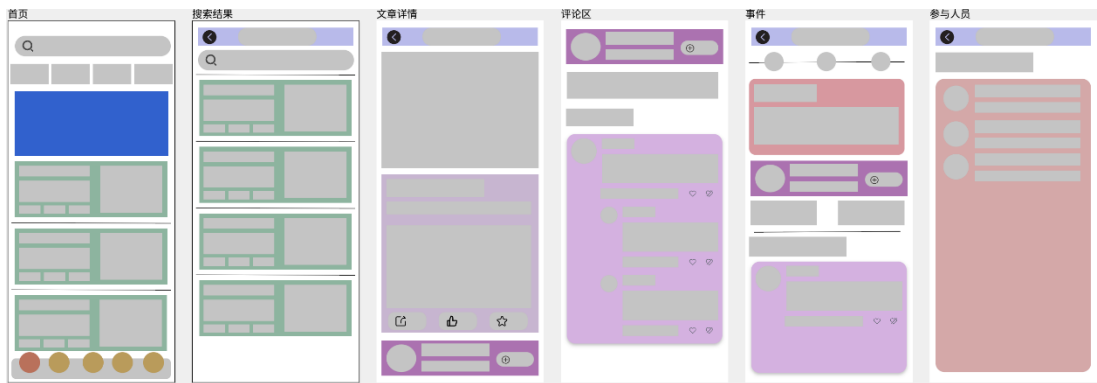 首页
搜索结果
文章详情
评论区
事件
参与人员